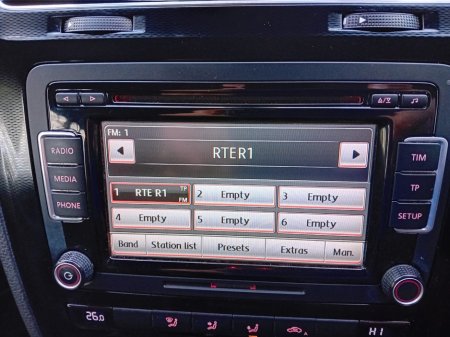 FM: 1
RTER1
RADIO
MEDIA
PHONE
TIM
TP
SETUP
1 RTE R1 TP FM
2 Empty
3 Empty
4 Empty
5 Empty
6 Empty
Band Station list Presets Extras Man.
26.0
HI